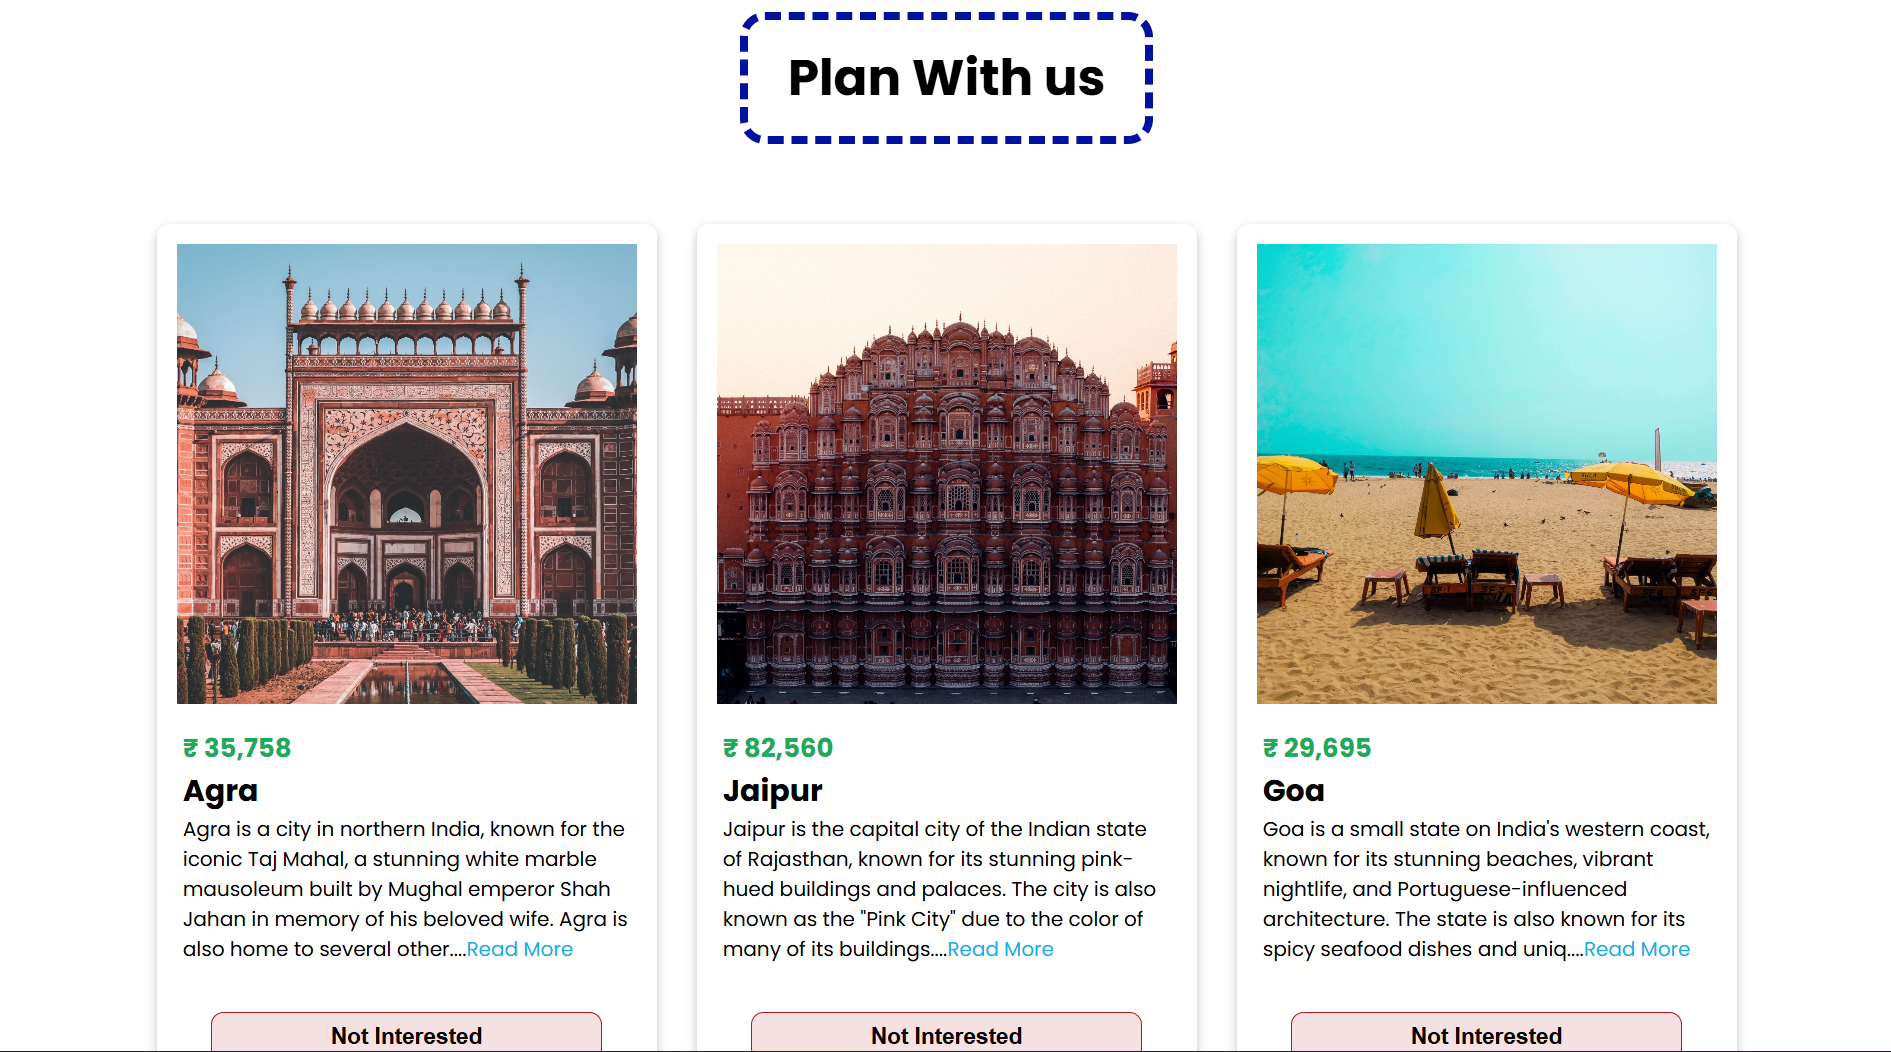 Plan With us
₹ 35,758
Agra
Agra is a city in northern India, known for the
iconic Taj Mahal, a stunning white marble
mausoleum built by Mughal emperor Shah
Jahan in memory of his beloved wife. Agra is
also home to several other....Read More
Not Interested
₹ 82,560
Jaipur
Jaipur is the capital city of the Indian state
of Rajasthan, known for its stunning pink-
hued buildings and palaces. The city is also
known as the "Pink City" due to the color of
many of its buildings....Read More
Not Interested
₹ 29,695
Goa
Goa is a small state on India's western coast,
known for its stunning beaches, vibrant
nightlife, and Portuguese-influenced
architecture. The state is also known for its
spicy seafood dishes and uniq....Read More
Not Interested